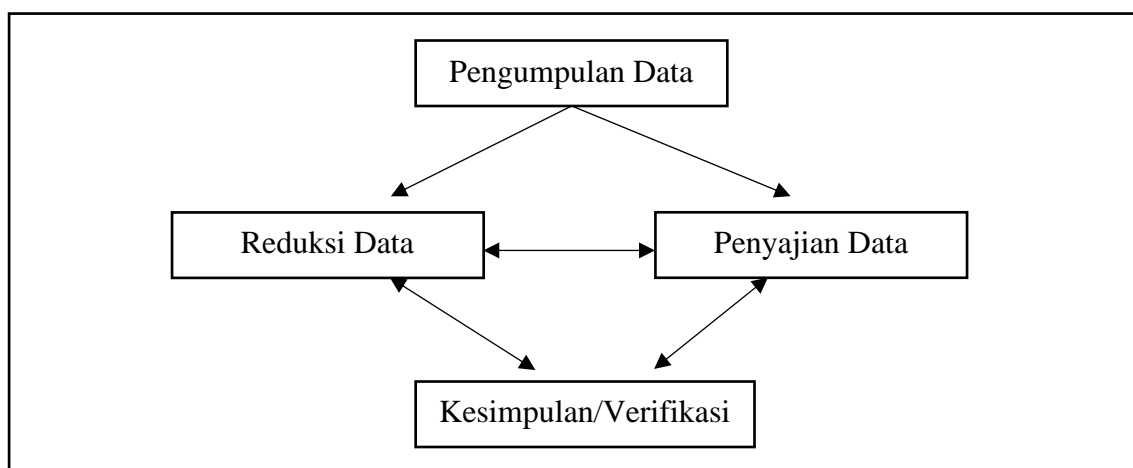 Pengumpulan Data
Reduksi Data
Penyajian Data
Kesimpulan/Verifikasi